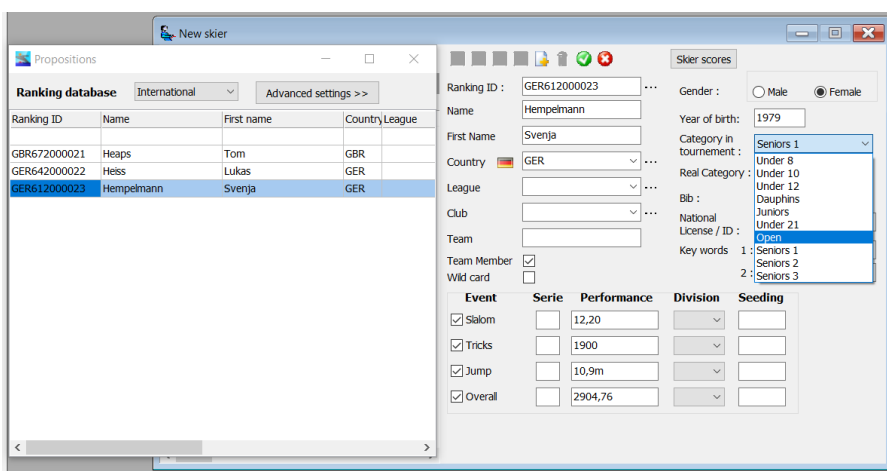 New skier
Propositions
Ranking database International Advanced settings >>
Ranking ID Name First name Country League
GBR672000021 Heaps Tom GBR
GER642000022 Heiss Lukas GER
GER612000023 Hempelmann Svenja GER
Skier scores
Ranking ID : GER612000023 ...
Name Hempelmann
First Name Svenja
Country GER ...
League ...
Club ...
Team
Team Member
Wild card
Gender : Male Female
Year of birth: 1979
Category in
tournement : Seniors 1
Real Category :
Bib :
National
License / ID :
Key words 1 :
2 :
Under 8
Under 10
Under 12
Dauphins
Juniors
Under 21
Open
Seniors 1
Seniors 2
Seniors 3
Event Serie Performance Division Seeding
Slalom 12,20
Tricks 1900
Jump 10,9m
Overall 2904,76